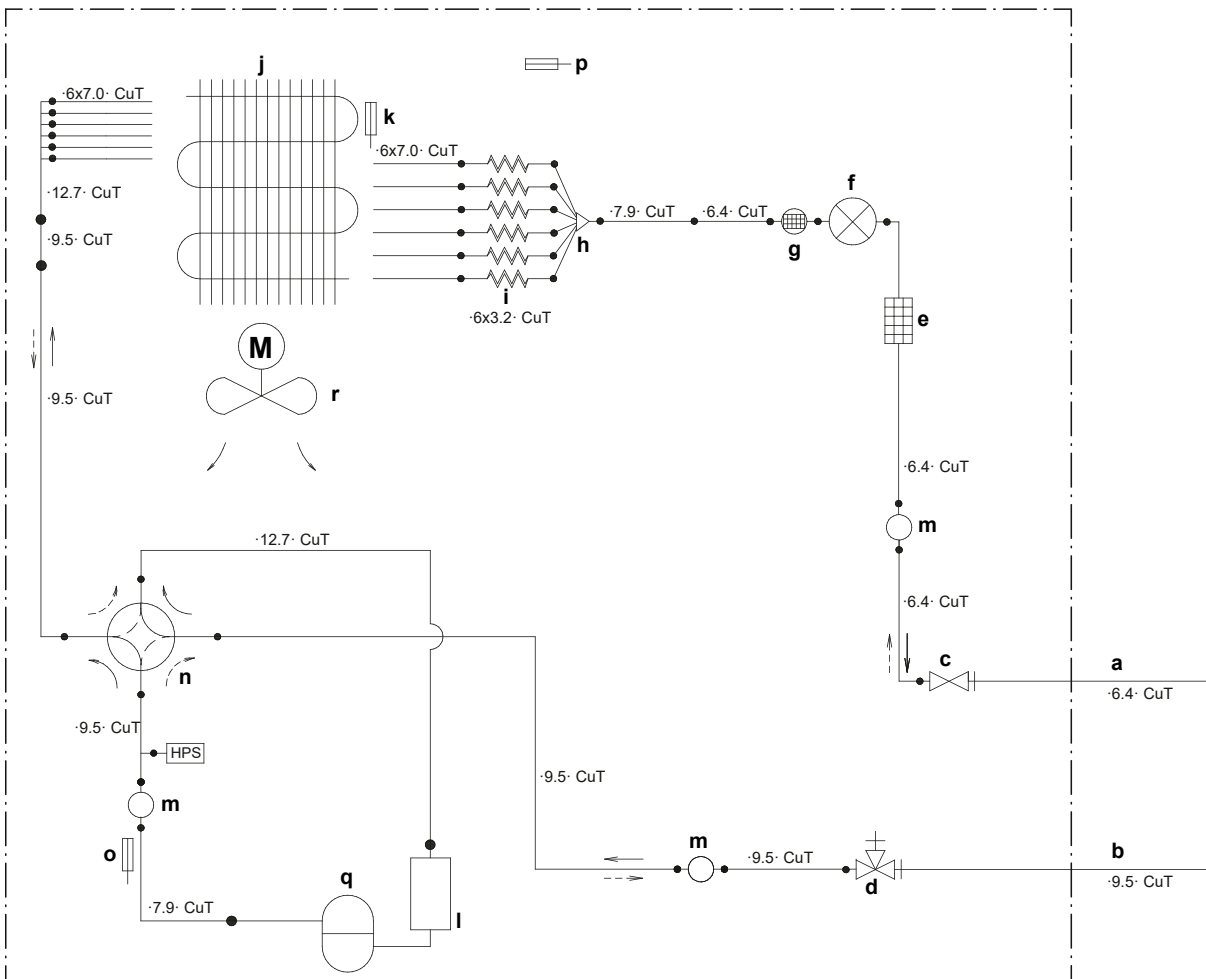 j
p
·6x7.0· CuT
k
·6x7.0· CuT
·12.7· CuT
f
·7.9· CuT
·6.4· CuT
·9.5· CuT
h
g
i
·6x3.2· CuT
e
M
r
·9.5· CuT
·6.4· CuT
m
·12.7· CuT
·6.4· CuT
c
a
n
·6.4· CuT
·9.5· CuT
HPS
·9.5· CuT
m
m
o
·9.5· CuT
b
q
d
·9.5· CuT
·7.9· CuT
l